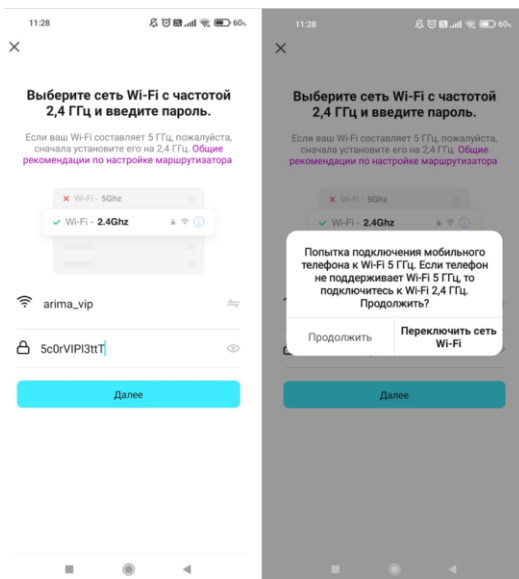 11:28
60
Выберите сеть Wi-Fi с частотой
2,4 ГГц и введите пароль.
Если ваш Wi-Fi составляет 5 ГГц, пожалуйста,
сначала установите его на 2,4 ГГц. Общие
рекомендации по настройке маршрутизатора
Wi-Fi - 5Ghz
Wi-Fi - 2.4Ghz
arima_vip
5c0rVIPl3ttT
Далее
11:28
60
Выберите сеть Wi-Fi с частотой
2,4 ГГц и введите пароль.
Если ваш Wi-Fi составляет 5 ГГц, пожалуйста,
сначала установите его на 2,4 ГГц. Общие
рекомендации по настройке маршрутизатора
Wi-Fi - 5Ghz
Wi-Fi - 2.4Ghz
Попытка подключения мобильного
телефона к Wi-Fi 5 ГГц. Если телефон
не поддерживает Wi-Fi 5 ГГц, то
подключитесь к Wi-Fi 2,4 ГГц.
Продолжить?
Продолжить
Переключить сеть
Wi-Fi
Далее